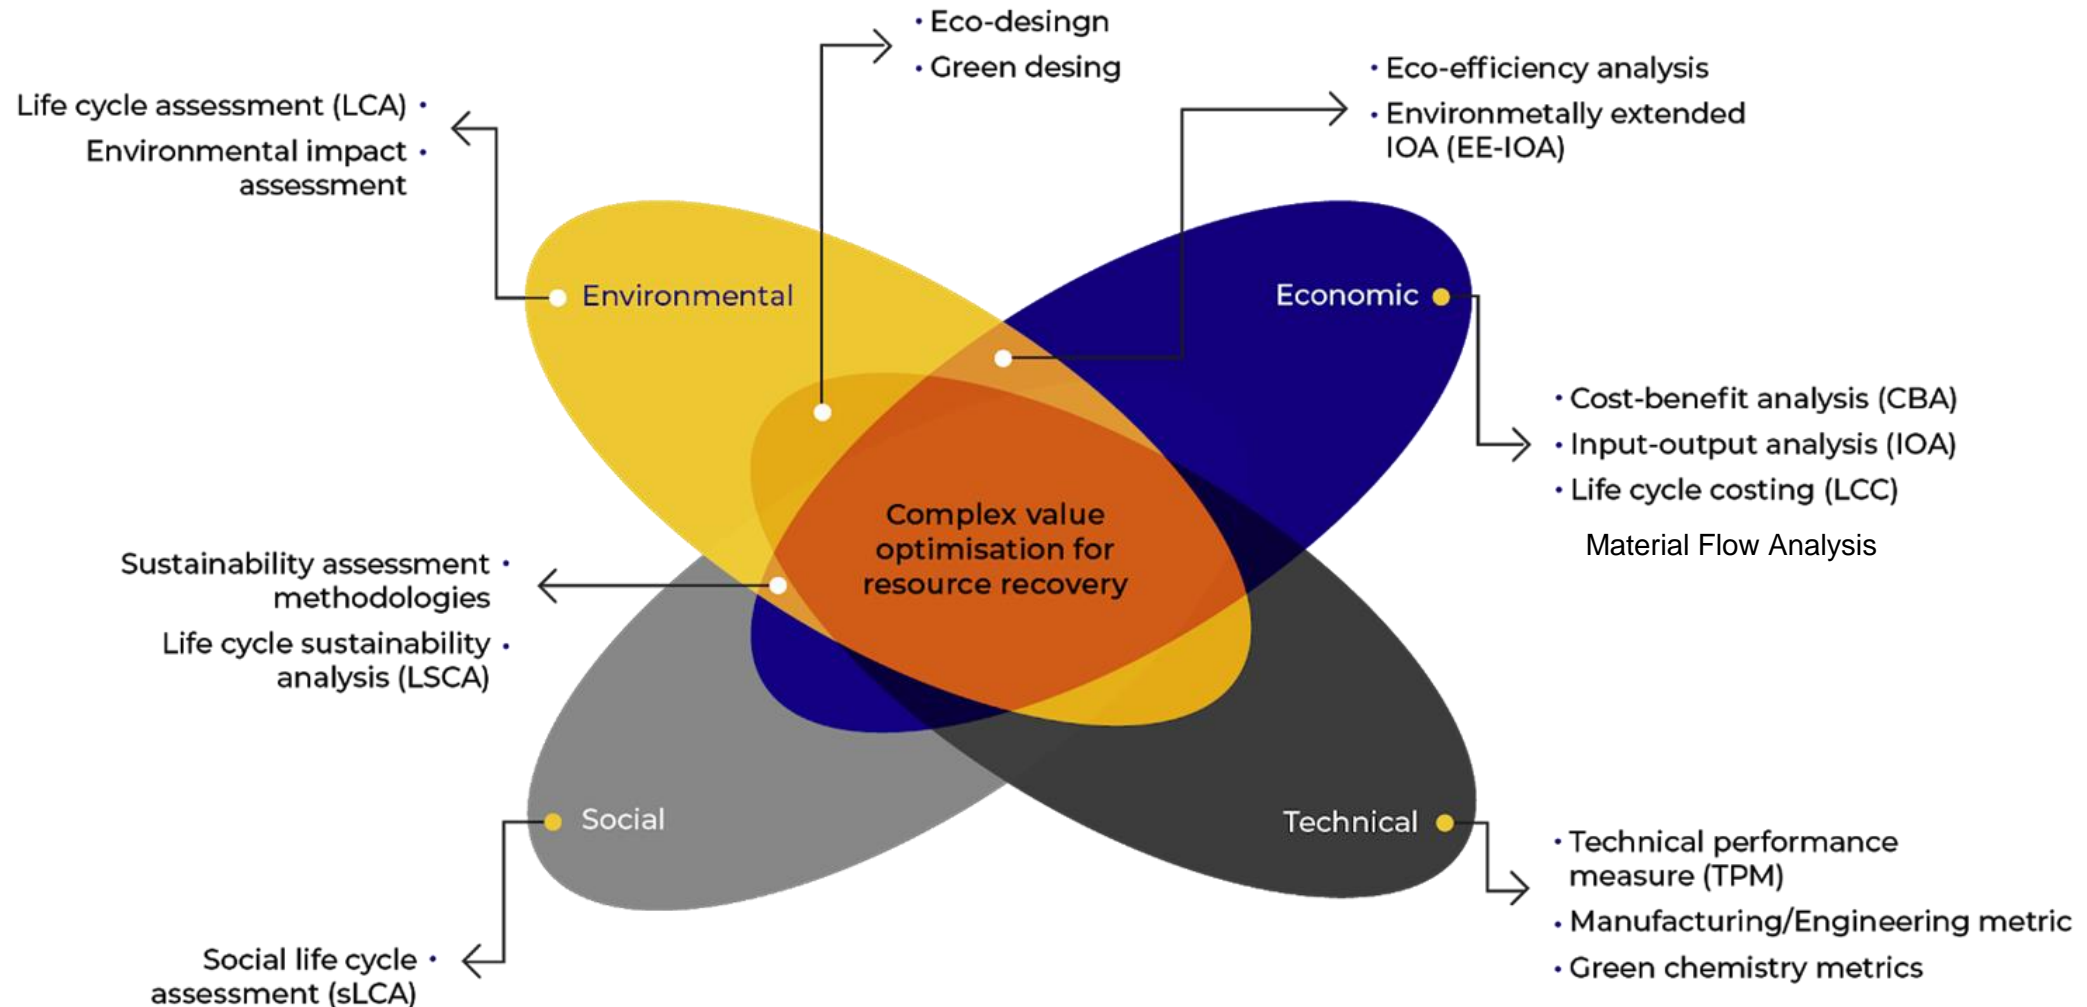 • Eco-desingn
• Green desing
• Eco-efficiency analysis
• Environmetally extended
IOA (EE-IOA)
Life cycle assessment (LCA) •
Environmental impact •
assessment
Environmental
Economic
• Cost-benefit analysis (CBA)
• Input-output analysis (IOA)
• Life cycle costing (LCC)
Material Flow Analysis
Complex value
optimisation for
resource recovery
Sustainability assessment •
methodologies
Life cycle sustainability •
analysis (LSCA)
Social
Technical
• Technical performance
measure (TPM)
• Manufacturing/Engineering metric
• Green chemistry metrics
Social life cycle •
assessment (sLCA)